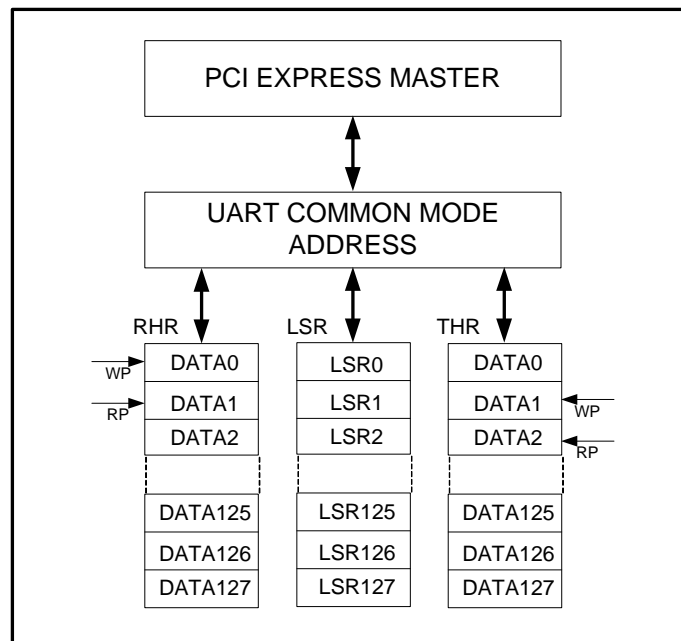 PCI EXPRESS MASTER
UART COMMON MODE
ADDRESS
RHR LSR THR
WP DATA0 LSR0 DATA0
RP DATA1 LSR1 DATA1 WP
DATA2 LSR2 DATA2 RP
DATA125 LSR125 DATA125
DATA126 LSR126 DATA126
DATA127 LSR127 DATA127